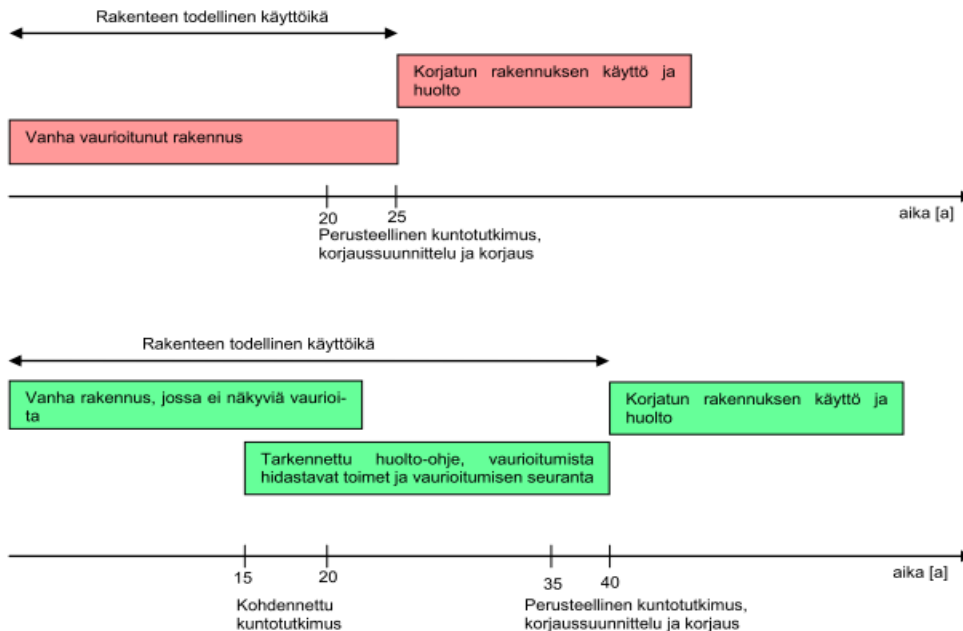 Rakenteen todellinen käyttöikä
Korjatun rakennuksen käyttö ja
huolto
Vanha vaurioitunut rakennus
20
25
aika [a]
Perusteellinen kuntotutkimus,
korjaussuunnittelu ja korjaus
Rakenteen todellinen käyttöikä
Vanha rakennus, jossa ei näkyviä vaurioi-
ta
Korjatun rakennuksen käyttö ja
huolto
Tarkennettu huolto-ohje, vaurioitumista
hidastavat toimet ja vaurioitumisen seuranta
15
20
35
40
aika [a]
Kohdennettu
kuntotutkimus
Perusteellinen kuntotutkimus,
korjaussuunnittelu ja korjaus